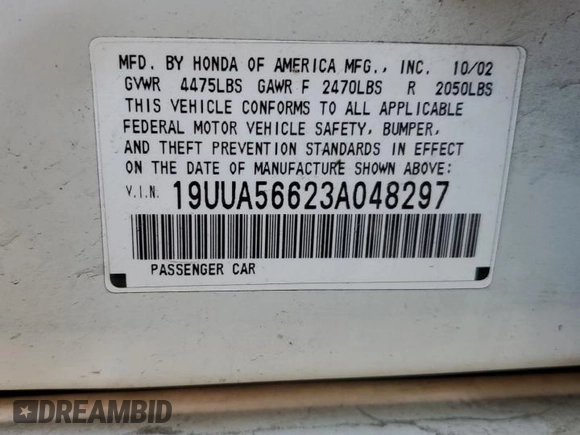 MFD. BY HONDA OF AMERICA MFG., INC. 10/02
GVWR 4475LBS GAWR F 2470LBS R 2050LBS
THIS VEHICLE CONFORMS TO ALL APPLICABLE
FEDERAL MOTOR VEHICLE SAFETY, BUMPER,
AND THEFT PREVENTION STANDARDS IN EFFECT
ON THE DATE OF MANUFACTURE SHOWN ABOVE:
V.I.N. 19UUA56623A048297
PASSENGER CAR
DREAMBID